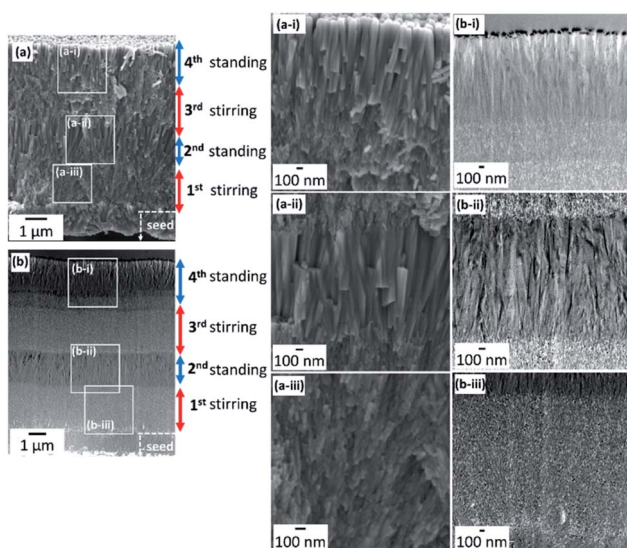 (a)
(a-i)
(a-ii)
(a-iii)
1 μm
seed
4th standing
3rd stirring
2nd standing
1st stirring
(b)
(b-i)
(b-ii)
(b-iii)
1 μm
seed
4th standing
3rd stirring
2nd standing
1st stirring
(a-i)
100 nm
(b-i)
100 nm
(a-ii)
100 nm
(b-ii)
100 nm
(a-iii)
100 nm
(b-iii)
100 nm